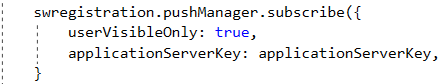 swregistration.pushManager.subscribe({
userVisibleOnly: true,
applicationServerKey: applicationServerKey,
}